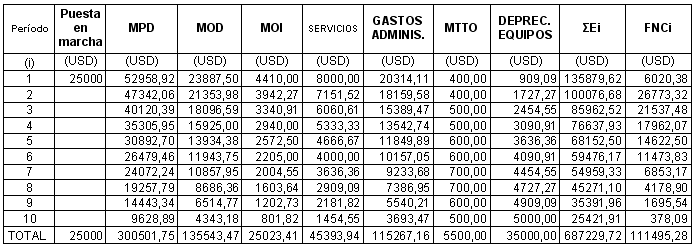 Período Puesta en marcha MPD MOD MOI SERVICIOS GASTOS ADMINIS. MTTO DEPREC. EQUIPOS ΣEi FNCi
(i) (USD) (USD) (USD) (USD) (USD) (USD) (USD) (USD) (USD) (USD)
1 25000 52958,92 23887,50 4410,00 8000,00 20314,11 400,00 909,09 135879,62 6020,38
2 47342,06 21353,98 3942,27 7151,52 18159,58 400,00 1727,27 100076,68 26773,32
3 40120,39 18096,59 3340,91 6060,61 15389,47 500,00 2454,55 85962,52 21537,48
4 35305,95 15925,00 2940,00 5333,33 13542,74 500,00 3090,91 76637,93 17962,07
5 30892,70 13934,38 2572,50 4666,67 11849,89 600,00 3636,36 68152,50 14622,50
6 26479,46 11943,75 2205,00 4000,00 10157,05 600,00 4090,91 59476,17 11473,83
7 24072,24 10857,95 2004,55 3636,36 9233,68 700,00 4454,55 54959,33 6853,17
8 19257,79 8686,36 1603,64 2909,09 7386,95 700,00 4727,27 45271,10 4178,90
9 14443,34 6514,77 1202,73 2181,82 5540,21 600,00 4909,09 35391,96 1695,54
10 9628,89 4343,18 801,82 1454,55 3693,47 500,00 5000,00 25421,91 378,09
TOTAL 25000 300501,75 135543,47 25023,41 45393,94 115267,16 5500,00 35000,00 687229,72 111495,28